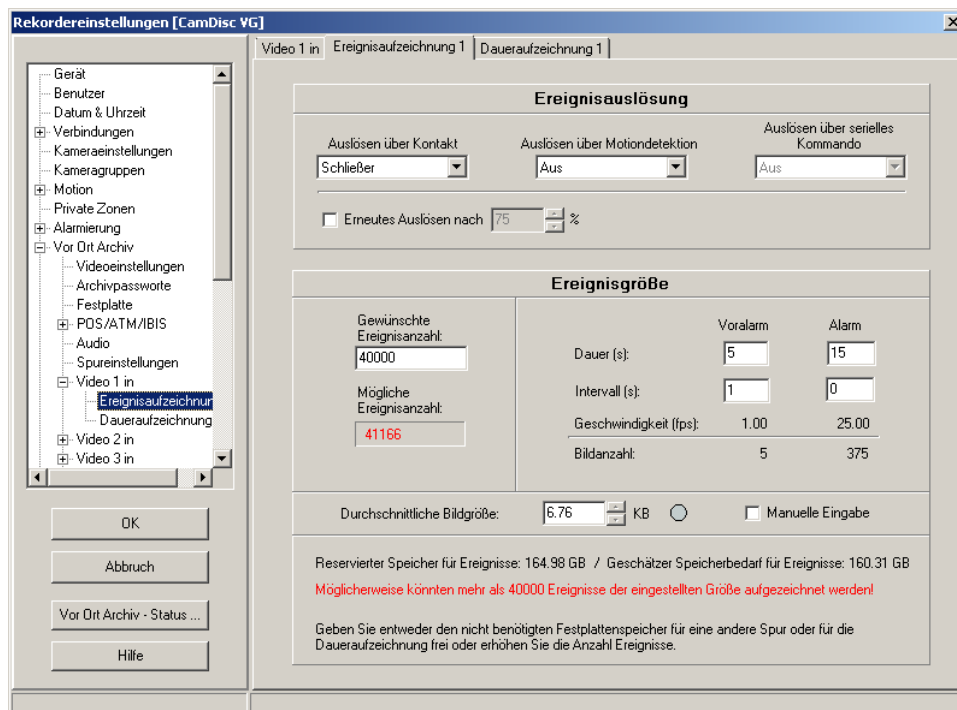 Rekordereinstellungen [CamDisc VG]
Gerät
Benutzer
Datum & Uhrzeit
Verbindungen
Kameraeinstellungen
Kameragruppen
Motion
Private Zonen
Alarmierung
Vor Ort Archiv
Videoeinstellungen
Archivpassworte
Festplatte
POS/ATM/IBIS
Audio
Spureinstellungen
Video 1 in
Ereignisaufzeichnur
Daueraufzeichnung
Video 2 in
Video 3 in
OK
Abbruch
Vor Ort Archiv - Status ...
Hilfe
Video 1 in
Ereignisaufzeichnung 1
Daueraufzeichnung 1
Ereignisauslösung
Auslösen über Kontakt
Schließer
Auslösen über Motiondetektion
Aus
Auslösen über serielles
Kommando
Aus
Erneutes Auslösen nach 75 %
Ereignisgröße
Gewünschte
Ereignisanzahl:
40000
Mögliche
Ereignisanzahl:
41166
Voralarm Alarm
Dauer (s): 5 15
Intervall (s): 1 0
Geschwindigkeit (fps): 1.00 25.00
Bildanzahl: 5 375
Durchschnittliche Bildgröße: 6.76 KB Manuelle Eingabe
Reservierter Speicher für Ereignisse: 164.98 GB / Geschätzer Speicherbedarf für Ereignisse: 160.31 GB
Möglicherweise könnten mehr als 40000 Ereignisse der eingestellten Größe aufgezeichnet werden!
Geben Sie entweder den nicht benötigten Festplattenspeicher für eine andere Spur oder für die
Daueraufzeichnung frei oder erhöhen Sie die Anzahl Ereignisse.